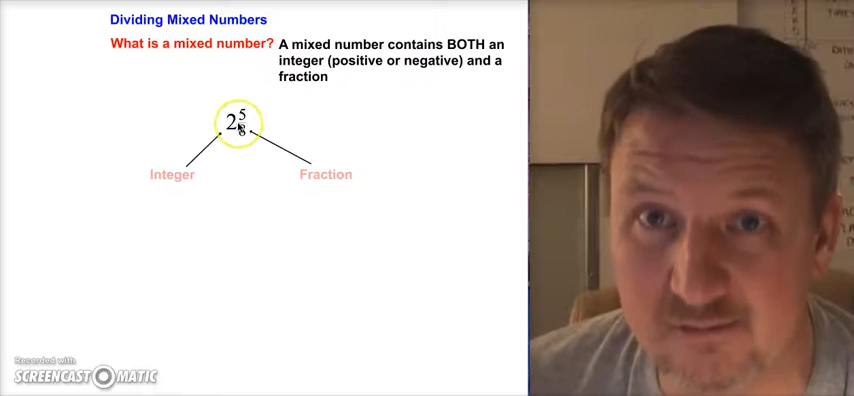 Dividing Mixed Numbers
What is a mixed number? A mixed number contains BOTH an
integer (positive or negative) and a
fraction
2 5/8
Integer Fraction
Recorded with
SCREENCAST MATIC